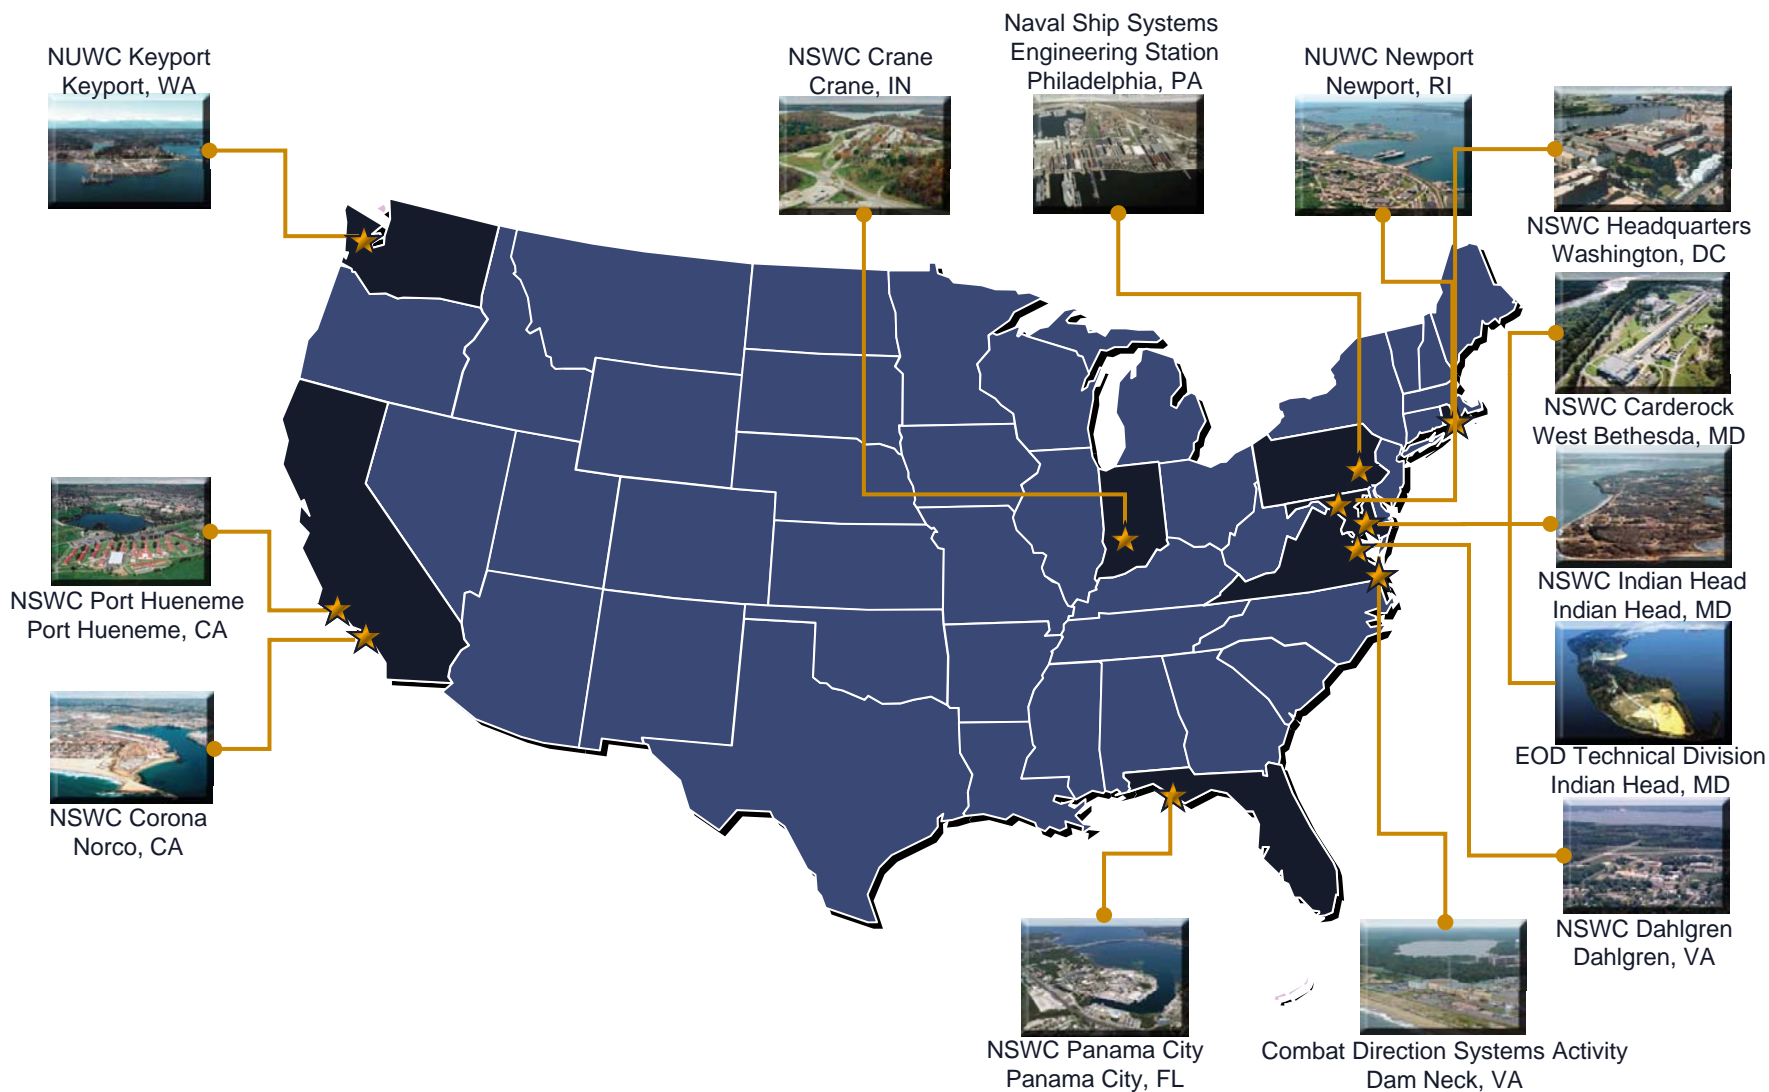 NUWC Keyport
Keyport, WA
NSWC Crane
Crane, IN
Naval Ship Systems
Engineering Station
Philadelphia, PA
NUWC Newport
Newport, RI
NSWC Headquarters
Washington, DC
NSWC Carderock
West Bethesda, MD
NSWC Indian Head
Indian Head, MD
EOD Technical Division
Indian Head, MD
NSWC Dahlgren
Dahlgren, VA
NSWC Port Hueneme
Port Hueneme, CA
NSWC Corona
Norco, CA
NSWC Panama City
Panama City, FL
Combat Direction Systems Activity
Dam Neck, VA